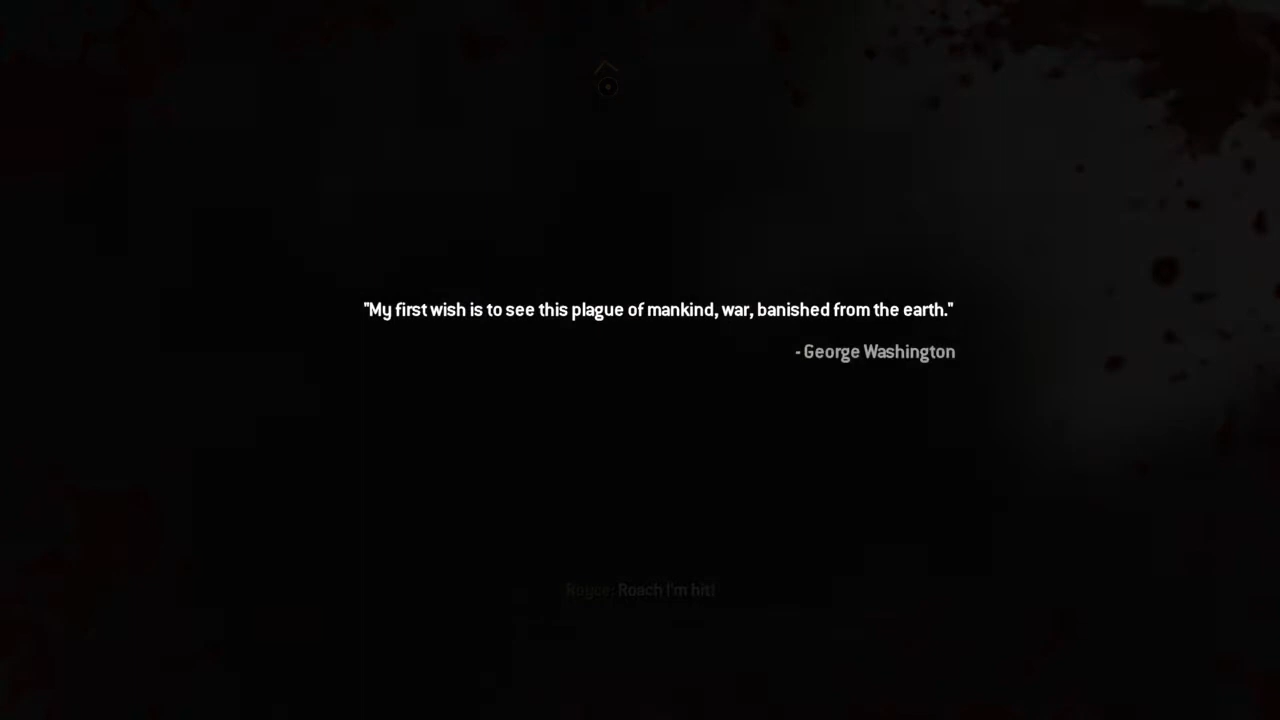 "My first wish is to see this plague of mankind, war, banished from the earth."
- George Washington
Royce: Roach I'm hit!